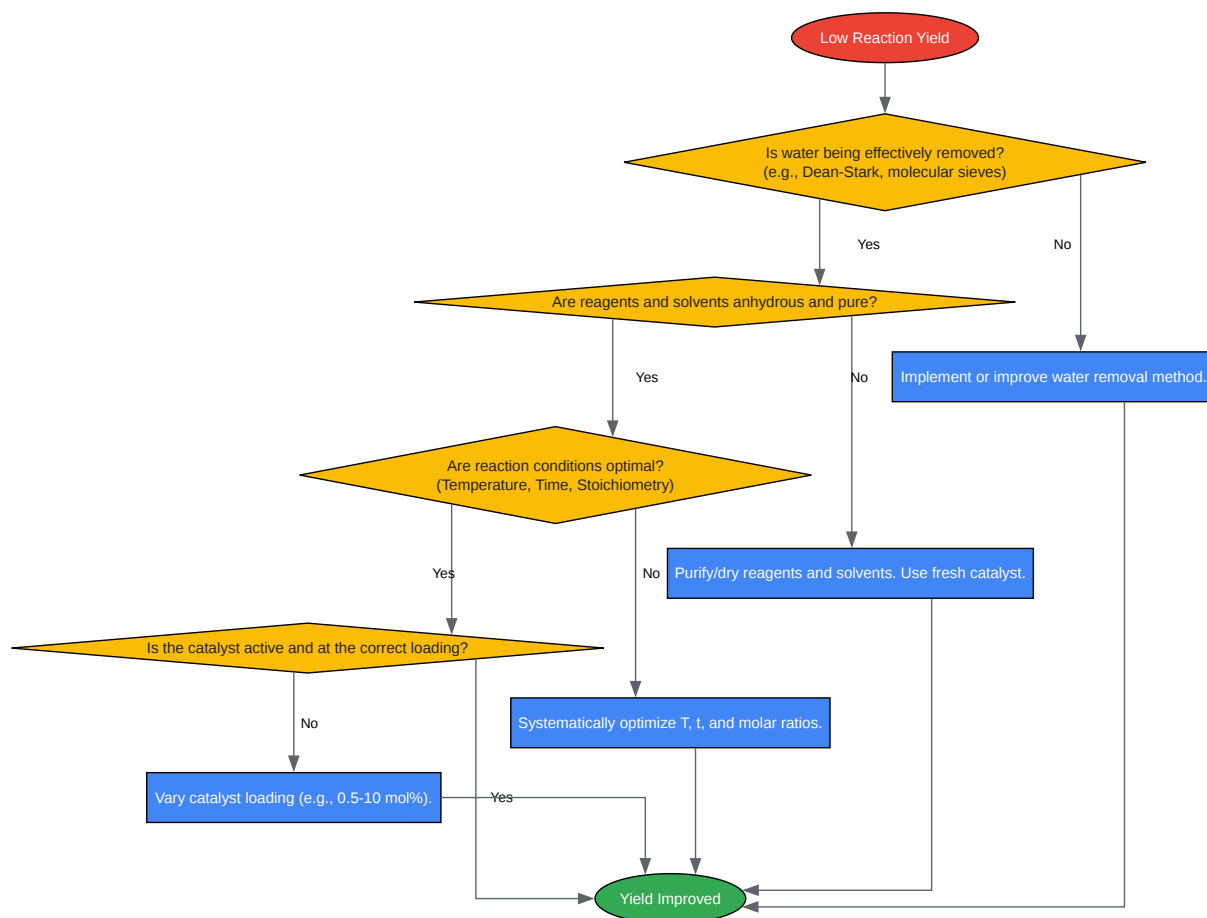 Low Reaction Yield
Is water being effectively removed?
(e.g., Dean-Stark, molecular sieves)
Yes
No
Are reagents and solvents anhydrous and pure?
Yes
No
Implement or improve water removal method.
Are reaction conditions optimal?
(Temperature, Time, Stoichiometry)
Yes
No
Purify/dry reagents and solvents. Use fresh catalyst.
Is the catalyst active and at the correct loading?
No
Systematically optimize T, t, and molar ratios.
Vary catalyst loading (e.g., 0.5-10 mol%).
Yes
Yield Improved